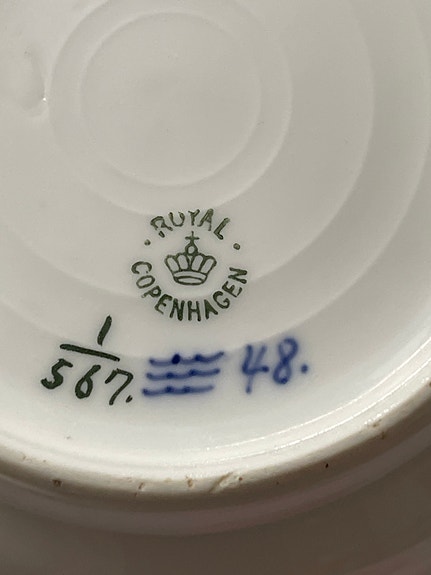 ROYAL
COPENHAGEN
1
567. 48.